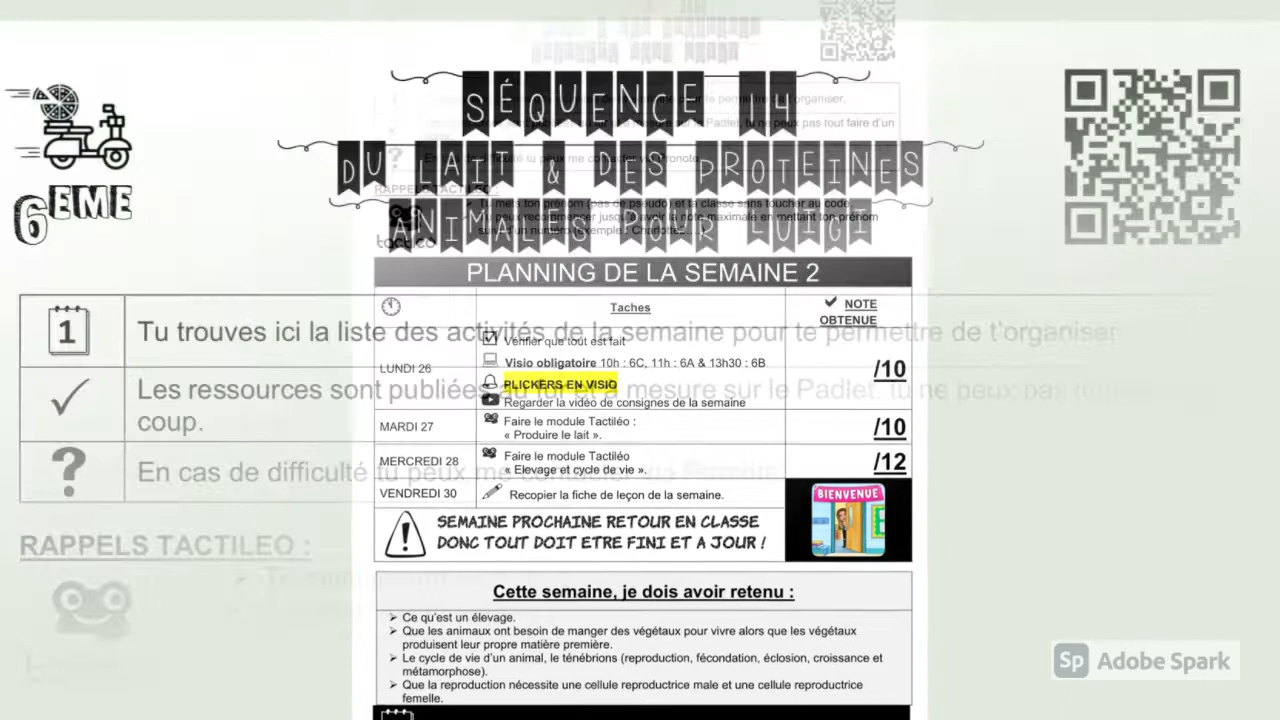 SÉQUENCE 14
DU LAIT & DES PROTEINES
ANIMALES POUR LUIGI
6EME
PLANNING DE LA SEMAINE 2
Taches
NOTE
OBTENUE
1
Tu trouves ici la liste des activités de la semaine pour te permettre de t'organiser
Vérifier que tout est fait
LUNDI 26
Visio obligatoire 10h : 6C, 11h : 6A & 13h30 : 6B
/10
PLICKERS EN VISIO
Les ressources sont publiées au fur et à mesure sur le Padlet, tu ne peux pas
coup.
Regarder la vidéo de consignes de la semaine
MARDI 27
Faire le module Tactiléo :
« Produire le lait ».
/10
MERCREDI 28
Faire le module Tactiléo
« Elevage et cycle de vie ».
/12
?
En cas de difficulté tu peux me contacter via
VENDREDI 30
Recopier la fiche de leçon de la semaine.
BIENVENUE
SEMAINE PROCHAINE RETOUR EN CLASSE
DONC TOUT DOIT ETRE FINI ET A JOUR !
RAPPELS TACTILEO :
Cette semaine, je dois avoir retenu :
➢ Ce qu'est un élevage.
➢ Que les animaux ont besoin de manger des végétaux pour vivre alors que les végétaux
produisent leur propre matière première.
➢ Le cycle de vie d'un animal, le ténébrions (reproduction, fécondation, éclosion, croissance et
métamorphose).
➢ Que la reproduction nécessite une cellule reproductrice male et une cellule reproductrice
femelle.
Sp Adobe Spark